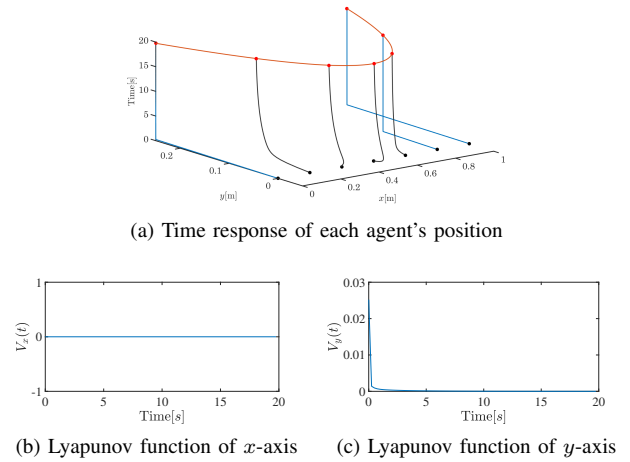 20
15
10
5
0
Time[s]
0.2
0.1
0
y[m]
0
0.2
0.4
0.6
0.8
1
x[m]
(a) Time response of each agent's position
1
0
-1
V_x(t)
0 5 10 15 20
Time[s]
0.03
0.02
0.01
0
V_y(t)
0 5 10 15 20
Time[s]
(b) Lyapunov function of x-axis
(c) Lyapunov function of y-axis